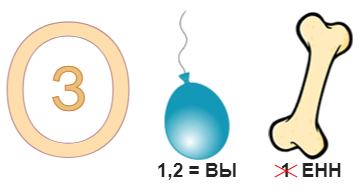 З
1,2 = ВЫ
1 ЕНН